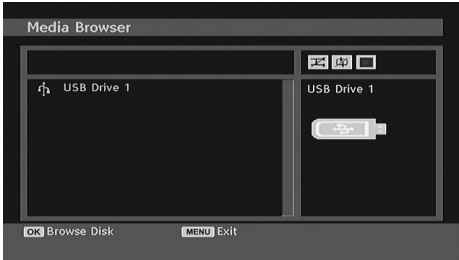 Media Browser
USB Drive 1
USB Drive 1
OK Browse Disk
MENU Exit